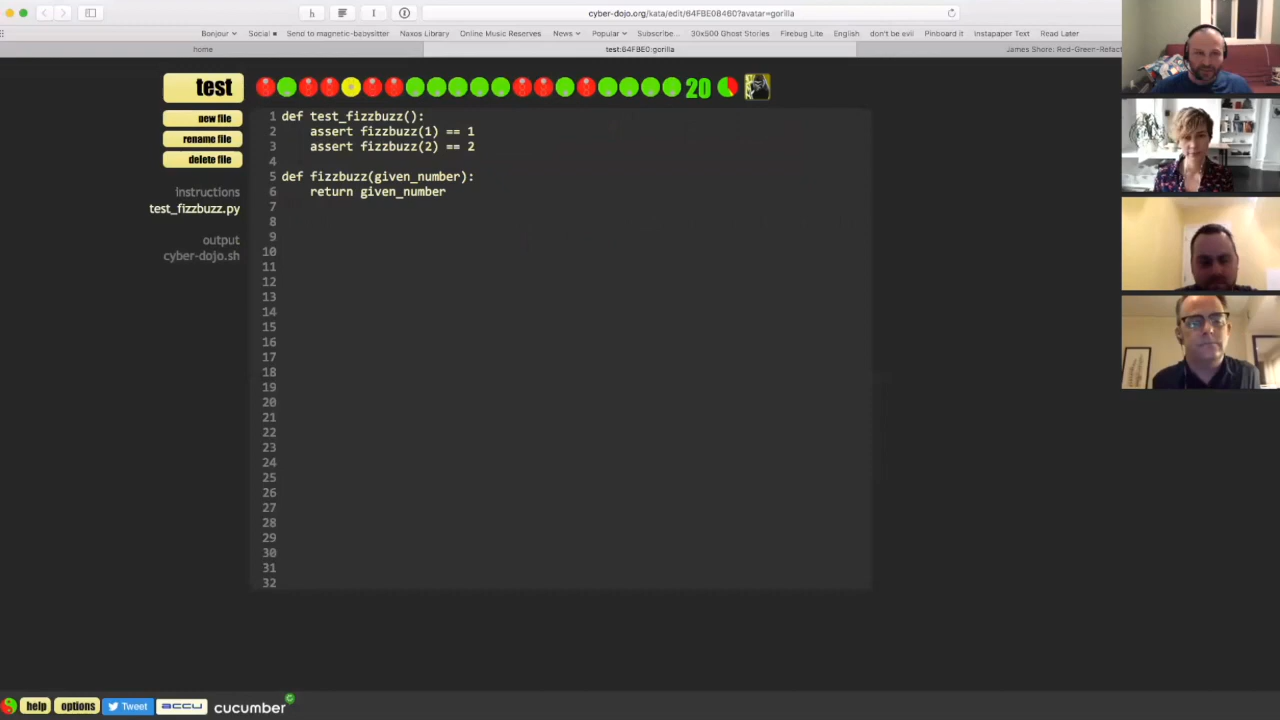 cyber-dojo.org/kata/edit/64FBE08460?avatar=gorilla
Bonjour Social Send to magnetic-babysitter Naxos Library Online Music Reserves News Popular Subscribe... 30x500 Ghost Stories Firebug Lite English don't be evil Pinboard it Instapaper Text Read Later
home test:64FBE0:gorilla James Shore: Red-Green-Refact
test 20
new file
rename file
delete file
instructions
test_fizzbuzz.py
output
cyber-dojo.sh
1 def test_fizzbuzz():
2 assert fizzbuzz(1) == 1
3 assert fizzbuzz(2) == 2
4
5 def fizzbuzz(given_number):
6 return given_number
7
8
9
10
11
12
13
14
15
16
17
18
19
20
21
22
23
24
25
26
27
28
29
30
31
32
help options Tweet accu cucumber